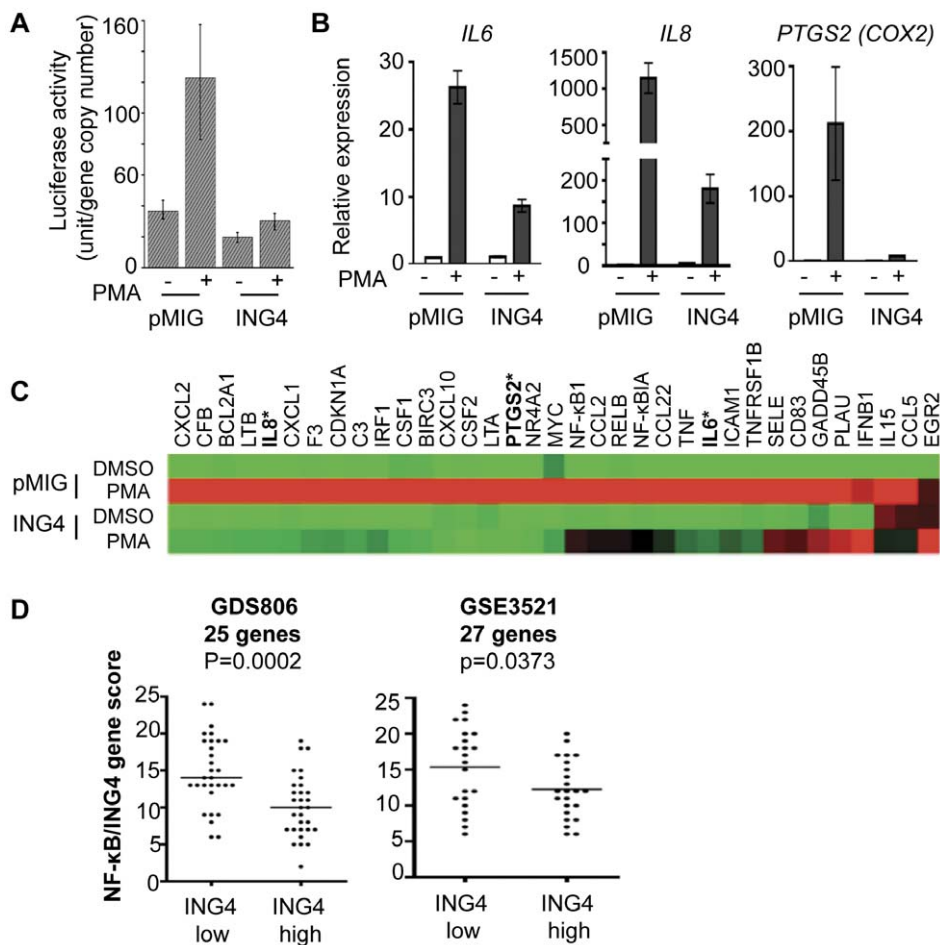 A
Luciferase activity
(unit/gene copy number)
160
100
60
0
PMA - + - +
pMIG ING4
B
Relative expression
IL6
30
20
10
0
PMA - + - +
pMIG ING4
IL8
1500
1000
500
200
100
0
- + - +
pMIG ING4
PTGS2 (COX2)
300
200
100
0
- + - +
pMIG ING4
C
CXCL2
CFB
BCL2A1
LTB
IL8*
CXCL1
F3
CDKN1A
C3
IRF1
CSF1
BIRC3
CXCL10
CSF2
LTA
PTGS2*
NR4A2
MYC
NF-κB1
CCL2
RELB
NF-κBIA
CCL22
TNF
IL6*
ICAM1
TNFRSF1B
SELE
CD83
GADD45B
PLAU
IFNB1
IL15
CCL5
EGR2
pMIG
DMSO
PMA
ING4
DMSO
PMA
D
NF-κB/ING4 gene score
GDS806
25 genes
P=0.0002
25
20
15
10
5
0
ING4 ING4
low high
GSE3521
27 genes
p=0.0373
25
20
15
10
5
0
ING4 ING4
low high